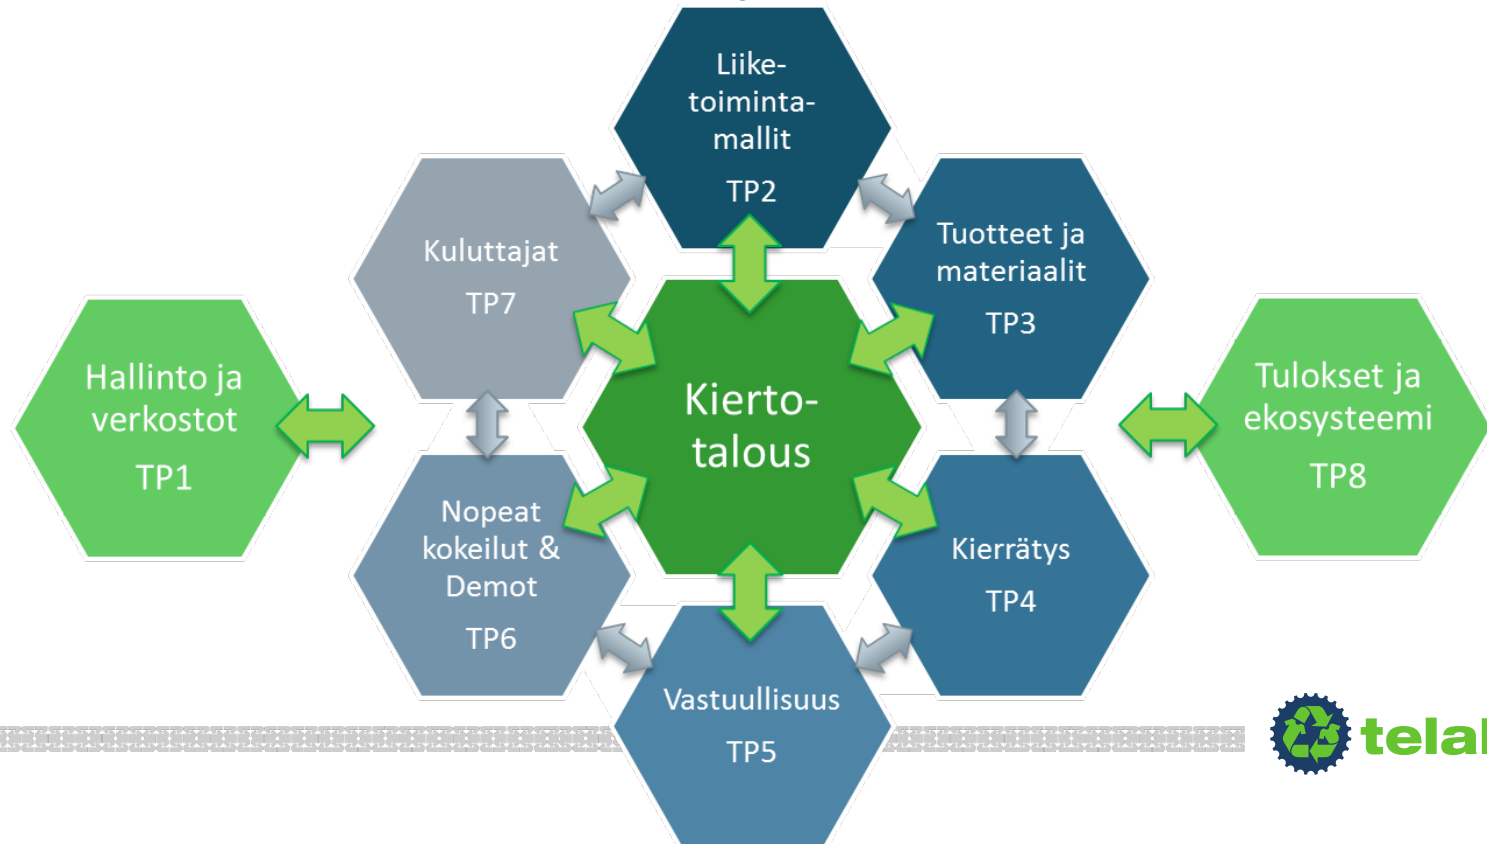 Liike-
toiminta-
mallit
TP2
Tuotteet ja
materiaalit
TP3
Kuluttajat
TP7
Hallinto ja
verkostot
TP1
Kierto-
talous
Tulokset ja
ekosysteemi
TP8
Nopeat
kokeilut &
Demot
TP6
Kierrätys
TP4
Vastuullisuus
TP5